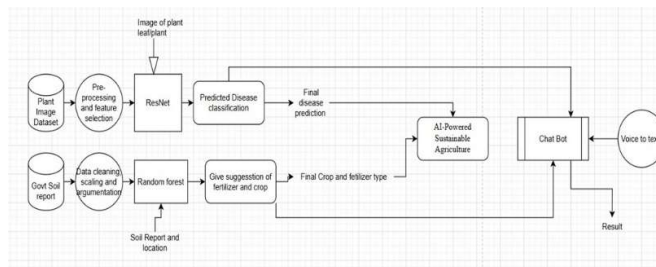 Image of plant
leaf/plant
Plant
Image
Dataset
Pre-
processing
and feature
selection
ResNet
Predicted Disease
classification
Final
disease
prediction
AI-Powered
Sustainable
Agriculture
Chat Bot
Voice to tex
Govt Soil
report
Data cleaning,
scaling and
argumentation
Random forest
Give suggesstion of
fertilizer and crop
Final Crop and fetilizer type
Soil Report and
location
Result